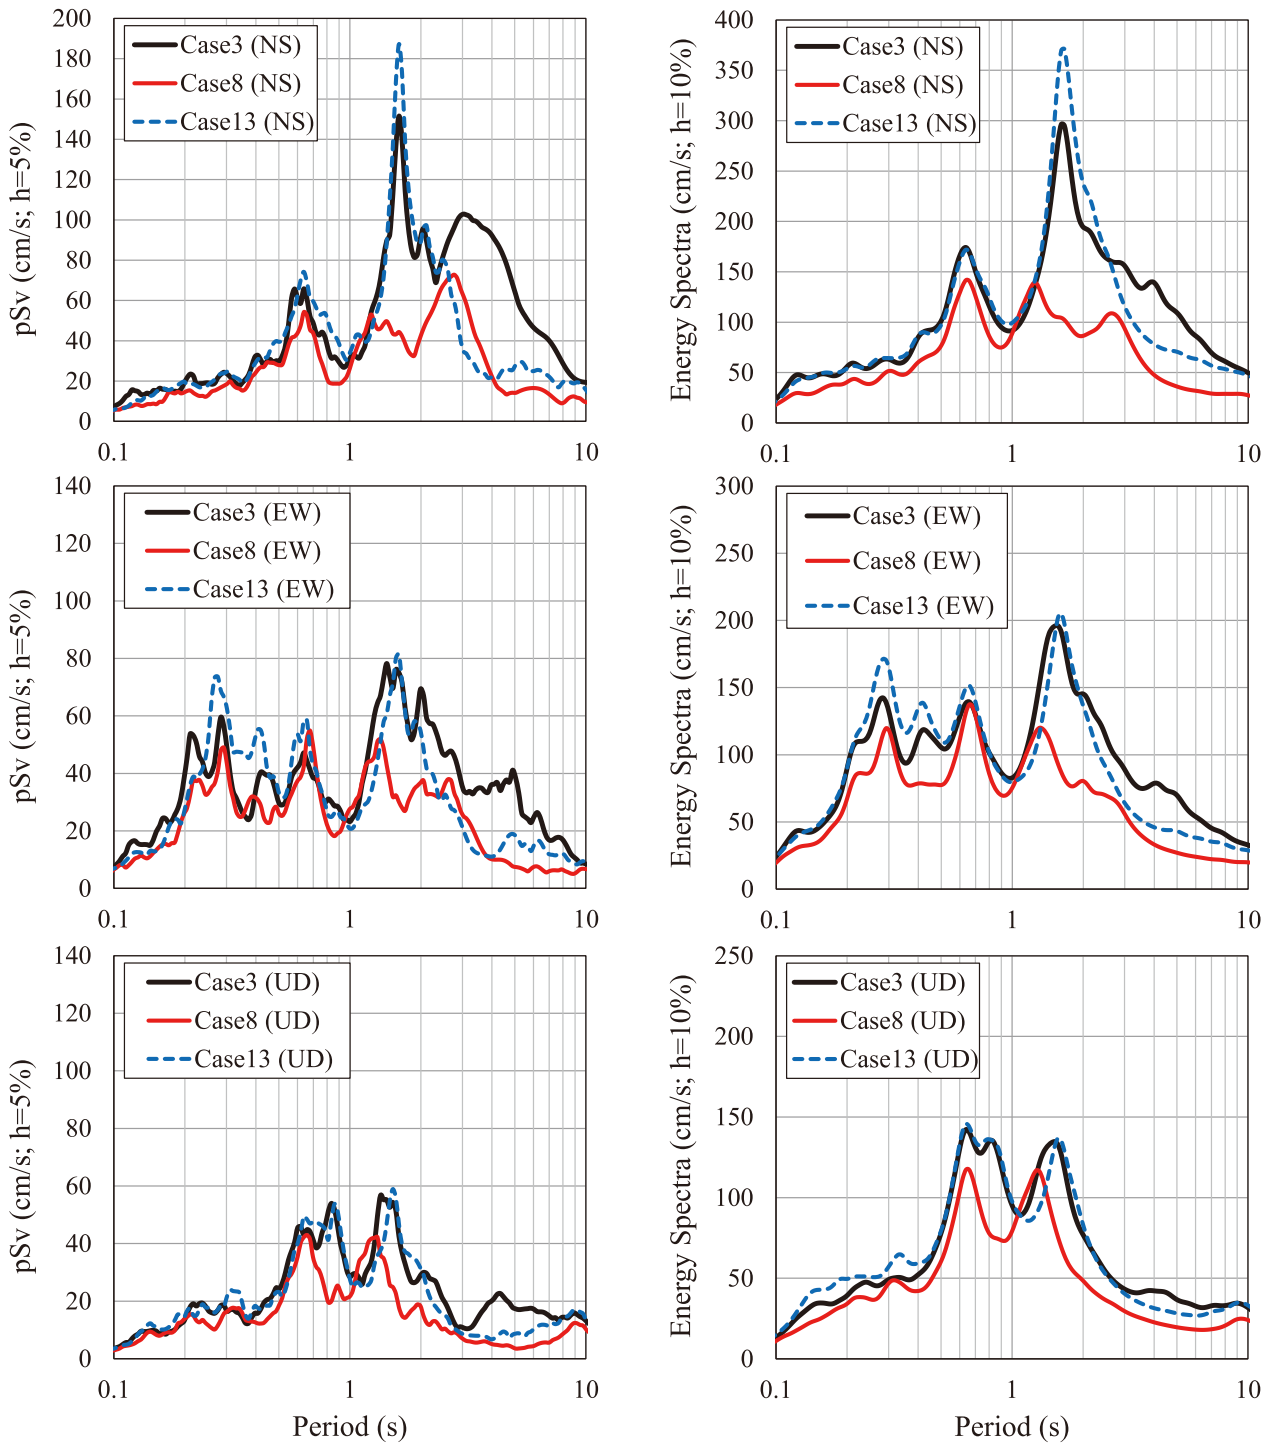 200
180
160
140
120
100
80
60
40
20
0
pSv (cm/s; h=5%)
Case3 (NS)
Case8 (NS)
Case13 (NS)
0.1
1
10
400
350
300
250
200
150
100
50
0
Energy Spectra (cm/s; h=10%)
Case3 (NS)
Case8 (NS)
Case13 (NS)
0.1
1
10
140
120
100
80
60
40
20
0
pSv (cm/s; h=5%)
Case3 (EW)
Case8 (EW)
Case13 (EW)
0.1
1
10
300
250
200
150
100
50
0
Energy Spectra (cm/s; h=10%)
Case3 (EW)
Case8 (EW)
Case13 (EW)
0.1
1
10
140
120
100
80
60
40
20
0
pSv (cm/s; h=5%)
Case3 (UD)
Case8 (UD)
Case13 (UD)
0.1
1
10
Period (s)
250
200
150
100
50
0
Energy Spectra (cm/s; h=10%)
Case3 (UD)
Case8 (UD)
Case13 (UD)
0.1
1
10
Period (s)